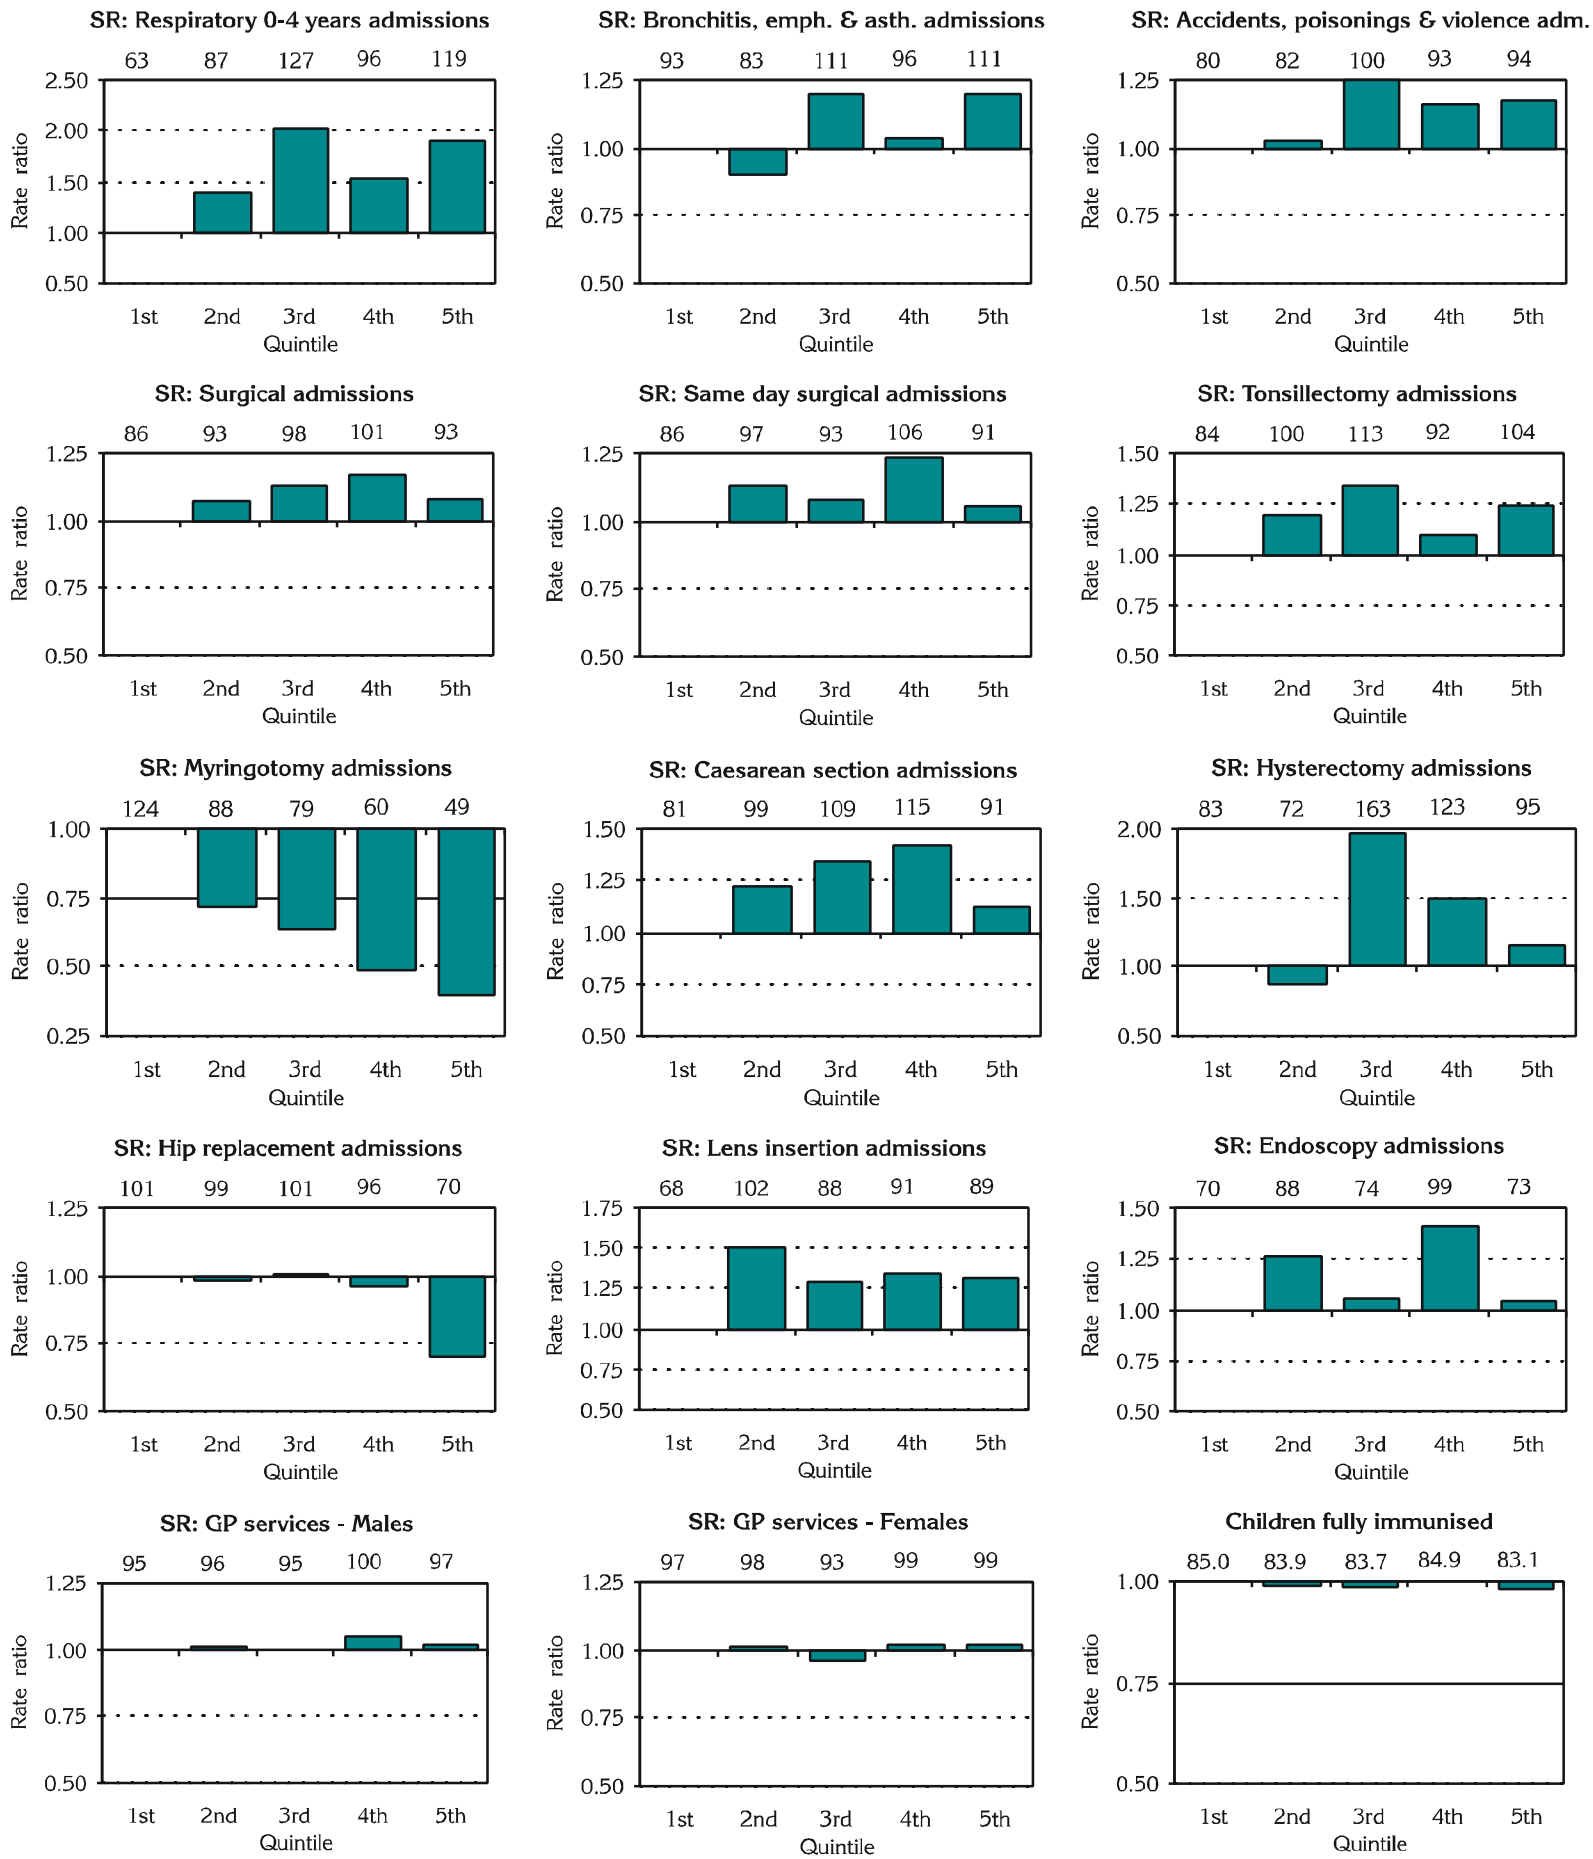 SR: Respiratory 0-4 years admissions
63 87 127 96 119
2.50
2.00
1.50
1.00
0.50
Rate ratio
1st 2nd 3rd 4th 5th
Quintile
SR: Bronchitis, emph. & asth. admissions
93 83 111 96 111
1.25
1.00
0.75
0.50
Rate ratio
1st 2nd 3rd 4th 5th
Quintile
SR: Accidents, poisonings & violence adm.
80 82 100 93 94
1.25
1.00
0.75
0.50
Rate ratio
1st 2nd 3rd 4th 5th
Quintile
SR: Surgical admissions
86 93 98 101 93
1.25
1.00
0.75
0.50
Rate ratio
1st 2nd 3rd 4th 5th
Quintile
SR: Same day surgical admissions
86 97 93 106 91
1.25
1.00
0.75
0.50
Rate ratio
1st 2nd 3rd 4th 5th
Quintile
SR: Tonsillectomy admissions
84 100 113 92 104
1.50
1.25
1.00
0.75
0.50
Rate ratio
1st 2nd 3rd 4th 5th
Quintile
SR: Myringotomy admissions
124 88 79 60 49
1.00
0.75
0.50
0.25
Rate ratio
1st 2nd 3rd 4th 5th
Quintile
SR: Caesarean section admissions
81 99 109 115 91
1.50
1.25
1.00
0.75
0.50
Rate ratio
1st 2nd 3rd 4th 5th
Quintile
SR: Hysterectomy admissions
83 72 163 123 95
2.00
1.50
1.00
0.50
Rate ratio
1st 2nd 3rd 4th 5th
Quintile
SR: Hip replacement admissions
101 99 101 96 70
1.25
1.00
0.75
0.50
Rate ratio
1st 2nd 3rd 4th 5th
Quintile
SR: Lens insertion admissions
68 102 88 91 89
1.75
1.50
1.25
1.00
0.75
0.50
Rate ratio
1st 2nd 3rd 4th 5th
Quintile
SR: Endoscopy admissions
70 88 74 99 73
1.50
1.25
1.00
0.75
0.50
Rate ratio
1st 2nd 3rd 4th 5th
Quintile
SR: GP services - Males
95 96 95 100 97
1.25
1.00
0.75
0.50
Rate ratio
1st 2nd 3rd 4th 5th
Quintile
SR: GP services - Females
97 98 93 99 99
1.25
1.00
0.75
0.50
Rate ratio
1st 2nd 3rd 4th 5th
Quintile
Children fully immunised
85.0 83.9 83.7 84.9 83.1
1.00
0.75
0.50
Rate ratio
1st 2nd 3rd 4th 5th
Quintile